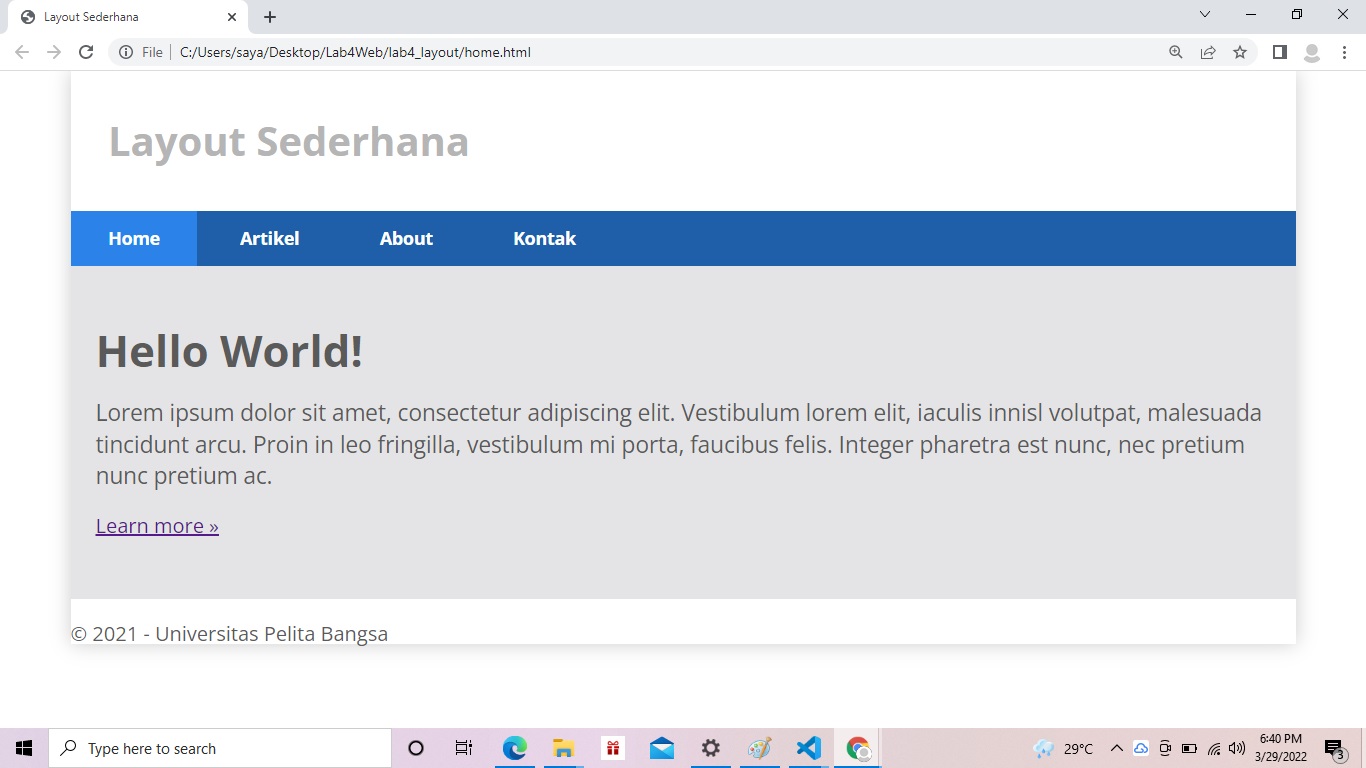 Layout Sederhana
File
C:/Users/saya/Desktop/Lab4Web/lab4_layout/home.html
Layout Sederhana
Home Artikel About Kontak
Hello World!
Lorem ipsum dolor sit amet, consectetur adipiscing elit. Vestibulum lorem elit, iaculis innisl volutpat, malesuada
tincidunt arcu. Proin in leo fringilla, vestibulum mi porta, faucibus felis. Integer pharetra est nunc, nec pretium
nunc pretium ac.
Learn more »
© 2021 - Universitas Pelita Bangsa
Type here to search
29°C
6:40 PM
3/29/2022
3